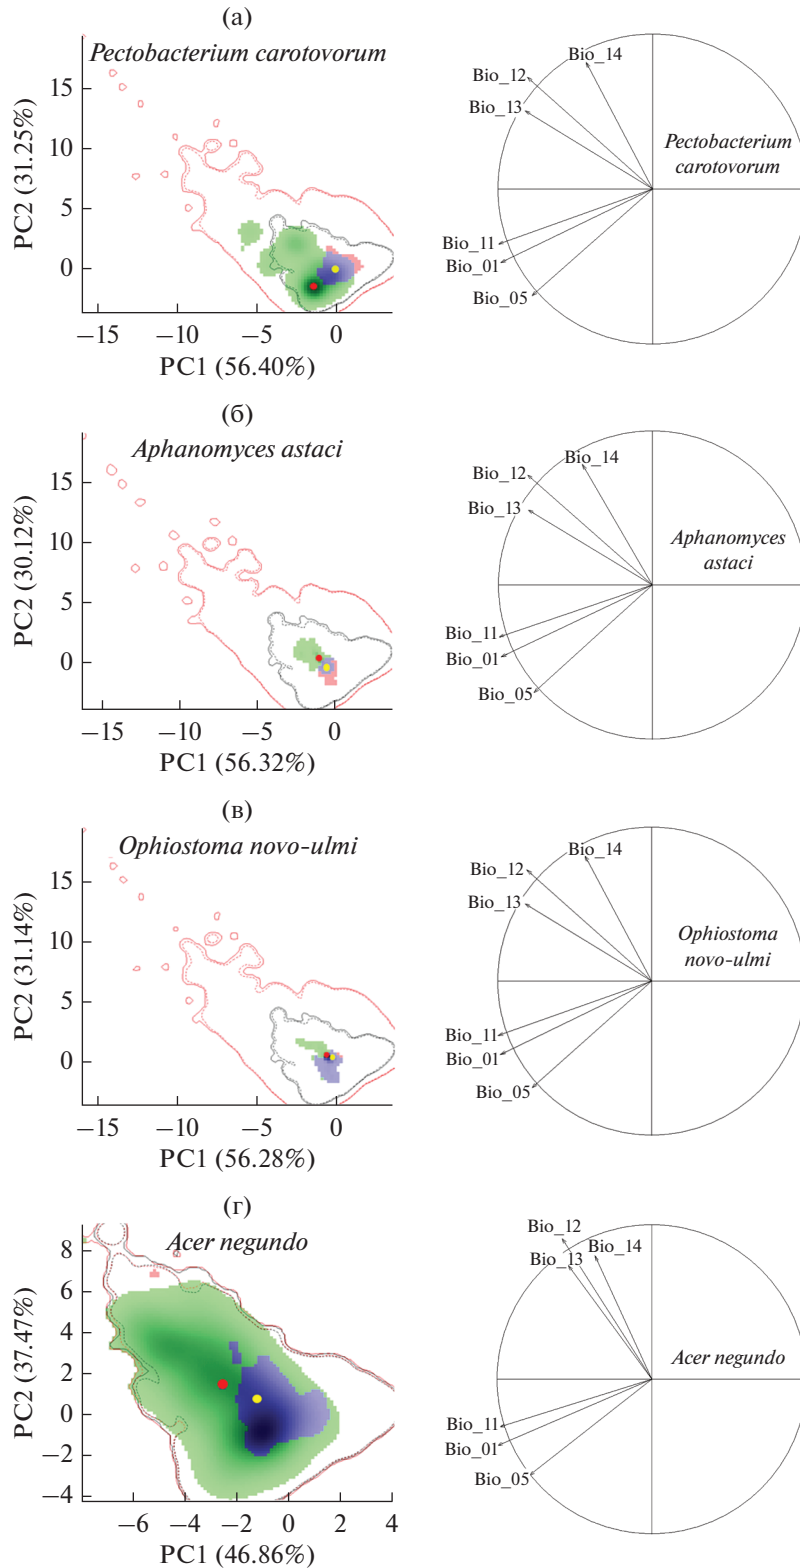 (а)
Pectobacterium carotovorum
15
10
5
0
PC2 (31.25%)
−15 −10 −5 0
PC1 (56.40%)
Bio_14
Bio_12
Bio_13
Pectobacterium
carotovorum
Bio_11
Bio_01
Bio_05
(б)
Aphanomyces astaci
15
10
5
0
PC2 (30.12%)
−15 −10 −5 0
PC1 (56.32%)
Bio_14
Bio_12
Bio_13
Aphanomyces
astaci
Bio_11
Bio_01
Bio_05
(в)
Ophiostoma novo-ulmi
15
10
5
0
PC2 (31.14%)
−15 −10 −5 0
PC1 (56.28%)
Bio_14
Bio_12
Bio_13
Ophiostoma
novo-ulmi
Bio_11
Bio_01
Bio_05
(г)
Acer negundo
8
6
4
2
0
−2
−4
PC2 (37.47%)
−6 −4 −2 0 2 4
PC1 (46.86%)
Bio_12
Bio_14
Bio_13
Acer negundo
Bio_11
Bio_01
Bio_05